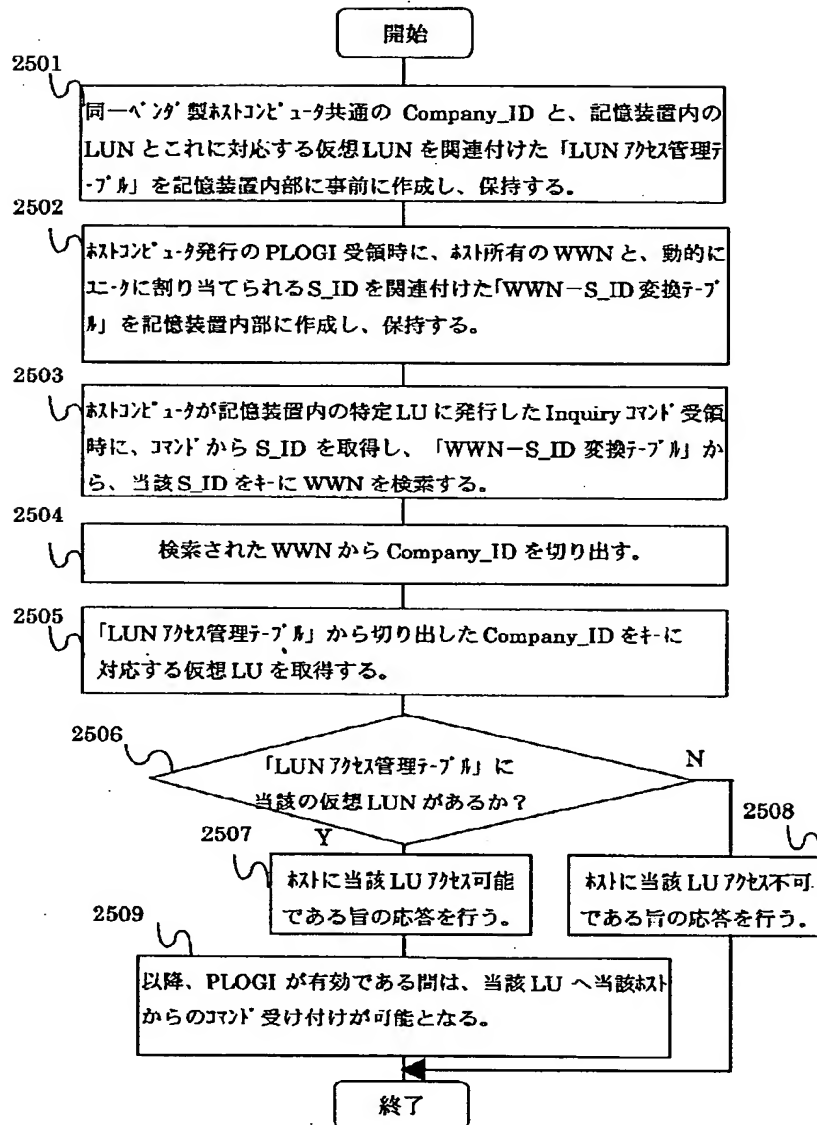 開始
2501
同一ベンダ製ホストコンピュータ共通の Company_ID と、記憶装置内の
LUN とこれに対応する仮想 LUN を関連付けた「LUN アクセス管理テ
ーブル」を記憶装置内部に事前に作成し、保持する。
2502
ホストコンピュータ発行の PLOGI 受領時に、ホスト所有の WWN と、動的に
ユニークに割り当てられる S_ID を関連付けた「WWN－S_ID 変換テーブ
ル」を記憶装置内部に作成し、保持する。
2503
ホストコンピュータが記憶装置内の特定 LU に発行した Inquiry コマンド受領
時に、コマンドから S_ID を取得し、「WWN－S_ID 変換テーブル」か
ら、当該 S_ID をキーに WWN を検索する。
2504
検索された WWN から Company_ID を切り出す。
2505
「LUN アクセス管理テーブル」から切り出した Company_ID をキーに
対応する仮想 LU を取得する。
2506
「LUN アクセス管理テーブル」に
当該の仮想 LUN があるか？
N
Y
2507
ホストに当該 LU アクセス可能
である旨の応答を行う。
2508
ホストに当該 LU アクセス不可
である旨の応答を行う。
2509
以降、PLOGI が有効である間は、当該 LU へ当該ホスト
からのコマンド受け付けが可能となる。
終了